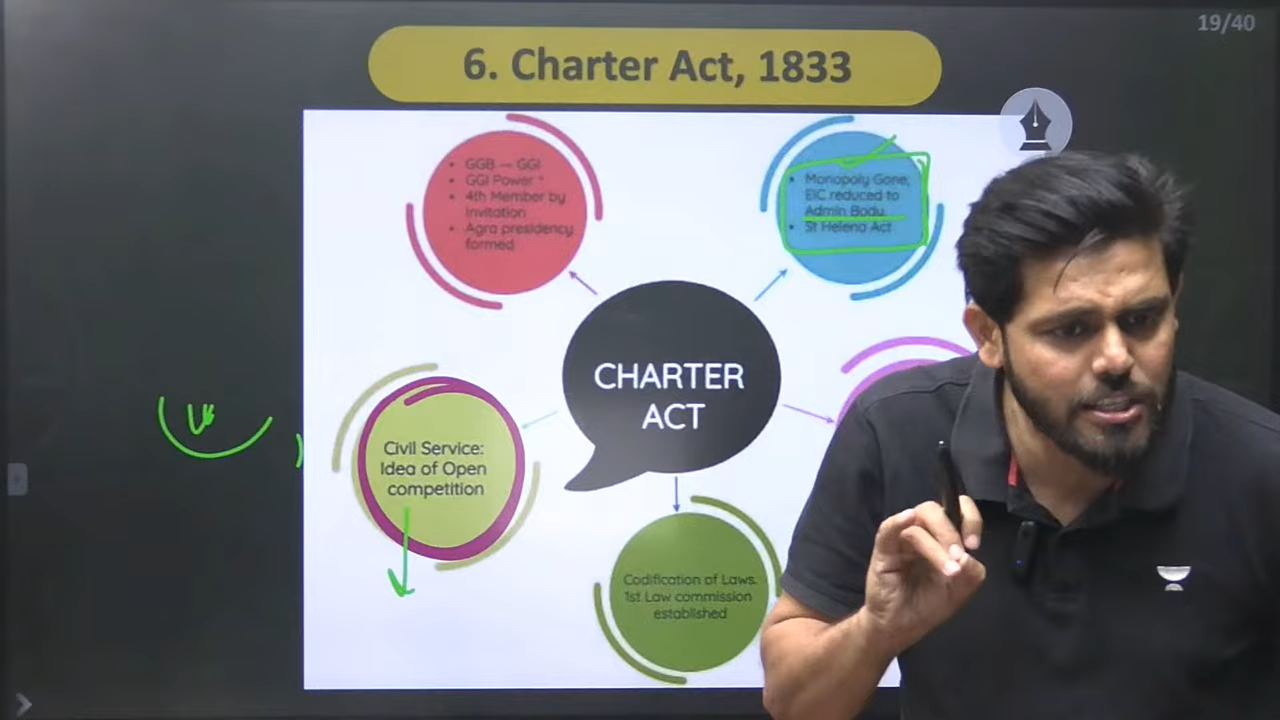 19/40
6. Charter Act, 1833
• GGB — GGI
• GGI Power
• 4th Member by
Invitation
• Agra presidency
formed
• Monopoly Gone;
EIC reduced to
Admin Body.
• St Helena Act
CHARTER
ACT
Civil Service:
Idea of Open
competition
Codification of Laws.
1st Law commission
established